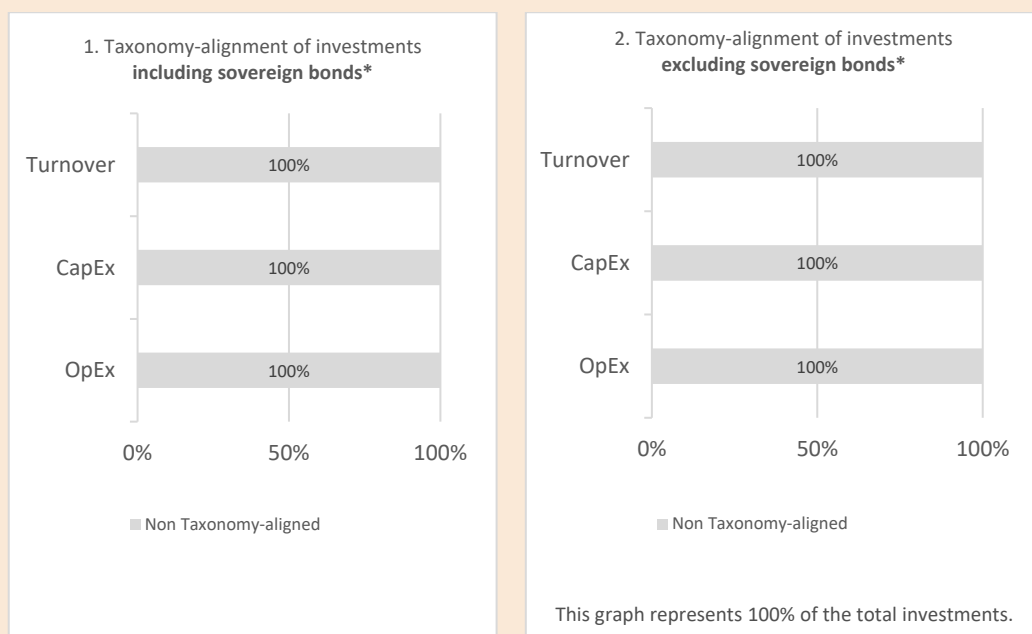 1. Taxonomy-alignment of investments
including sovereign bonds*
Turnover
100%
CapEx
100%
OpEx
100%
0%
50%
100%
Non Taxonomy-aligned
2. Taxonomy-alignment of investments
excluding sovereign bonds*
Turnover
100%
CapEx
100%
OpEx
100%
0%
50%
100%
Non Taxonomy-aligned
This graph represents 100% of the total investments.